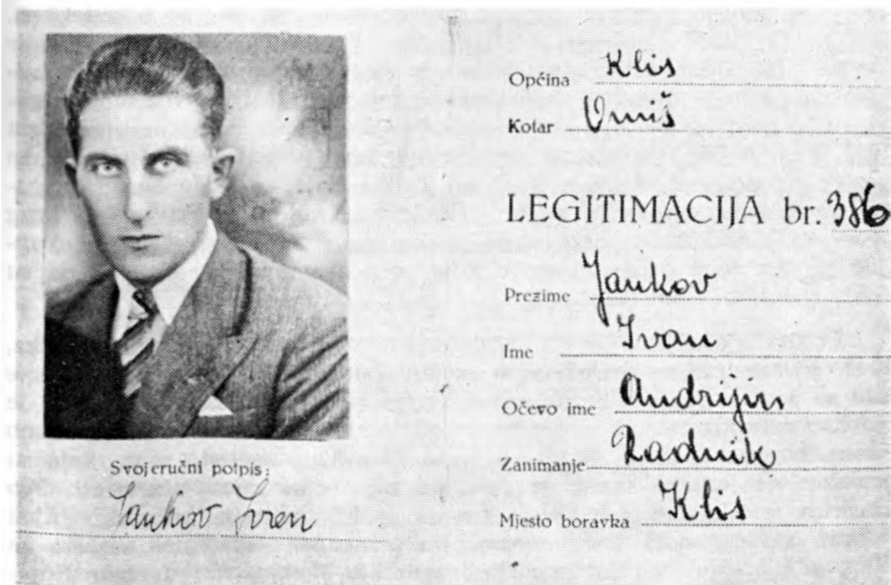 Općina Klis
Kotar Omiš
LEGITIMACIJA br. 386
Prezime Jankov
Ime Ivan
Očevo ime Andrijin
Zanimanje Radnik
Mjesto boravka Klis
Svojeručni potpis:
Jankov Ivan